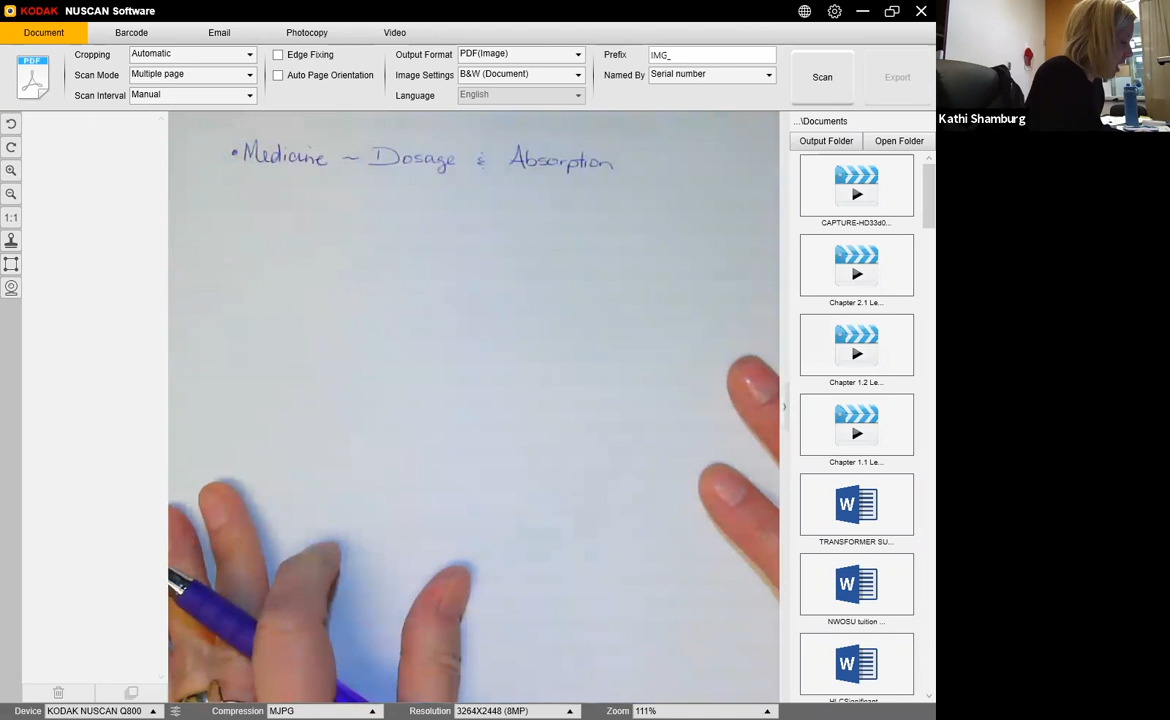 KODAK NUSCAN Software
Document Barcode Email Photocopy Video
PDF
Cropping Automatic
Scan Mode Multiple page
Scan Interval Manual
Edge Fixing
Auto Page Orientation
Output Format PDF(Image)
Image Settings B&W (Document)
Language English
Prefix IMG_
Named By Serial number
Scan
Export
Kathi Shamburg
1:1
• Medicine ~ Dosage & Absorption
...\Documents
Output Folder Open Folder
CAPTURE-HD33d0...
Chapter 2.1 Le...
Chapter 1.2 Le...
Chapter 1.1 Le...
W
TRANSFORMER SU...
W
NWOSU tuition ...
W
HLCSignificant
Device KODAK NUSCAN Q800 Compression MJPG Resolution 3264X2448 (8MP) Zoom 111%